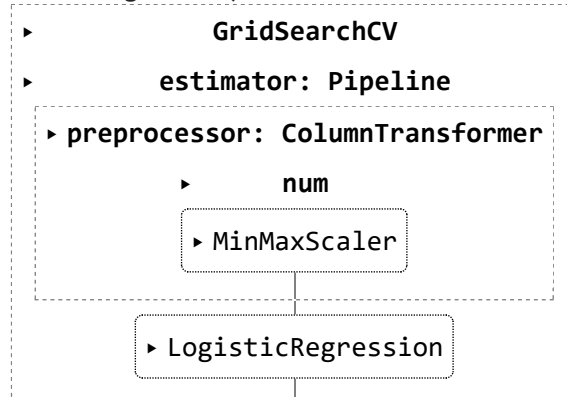 GridSearchCV
estimator: Pipeline
preprocessor: ColumnTransformer
num
MinMaxScaler
LogisticRegression